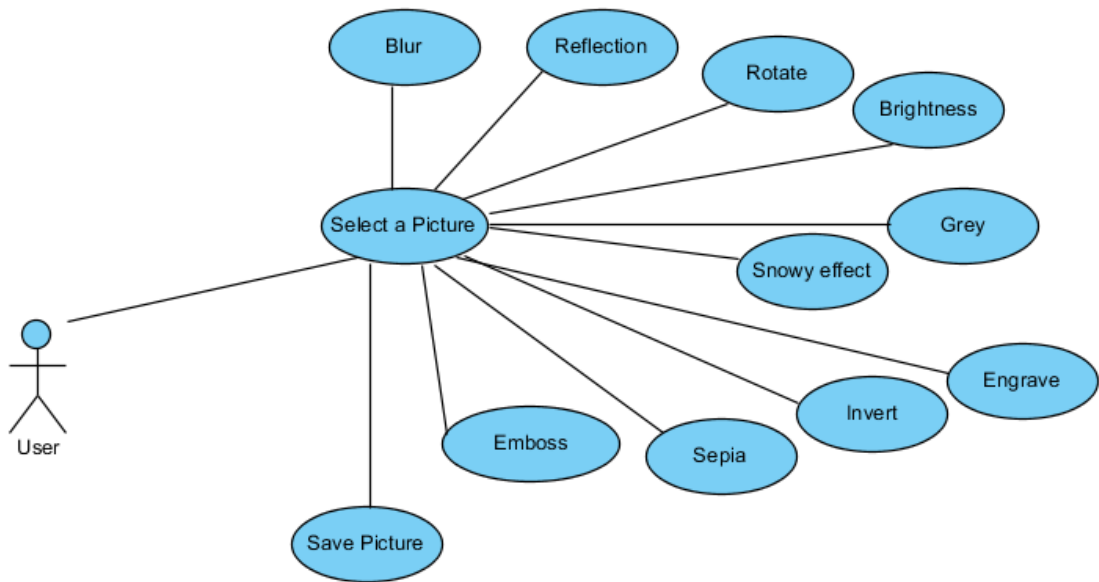 Blur
Reflection
Rotate
Brightness
Select a Picture
Grey
Snowy effect
Engrave
Invert
User
Emboss
Sepia
Save Picture